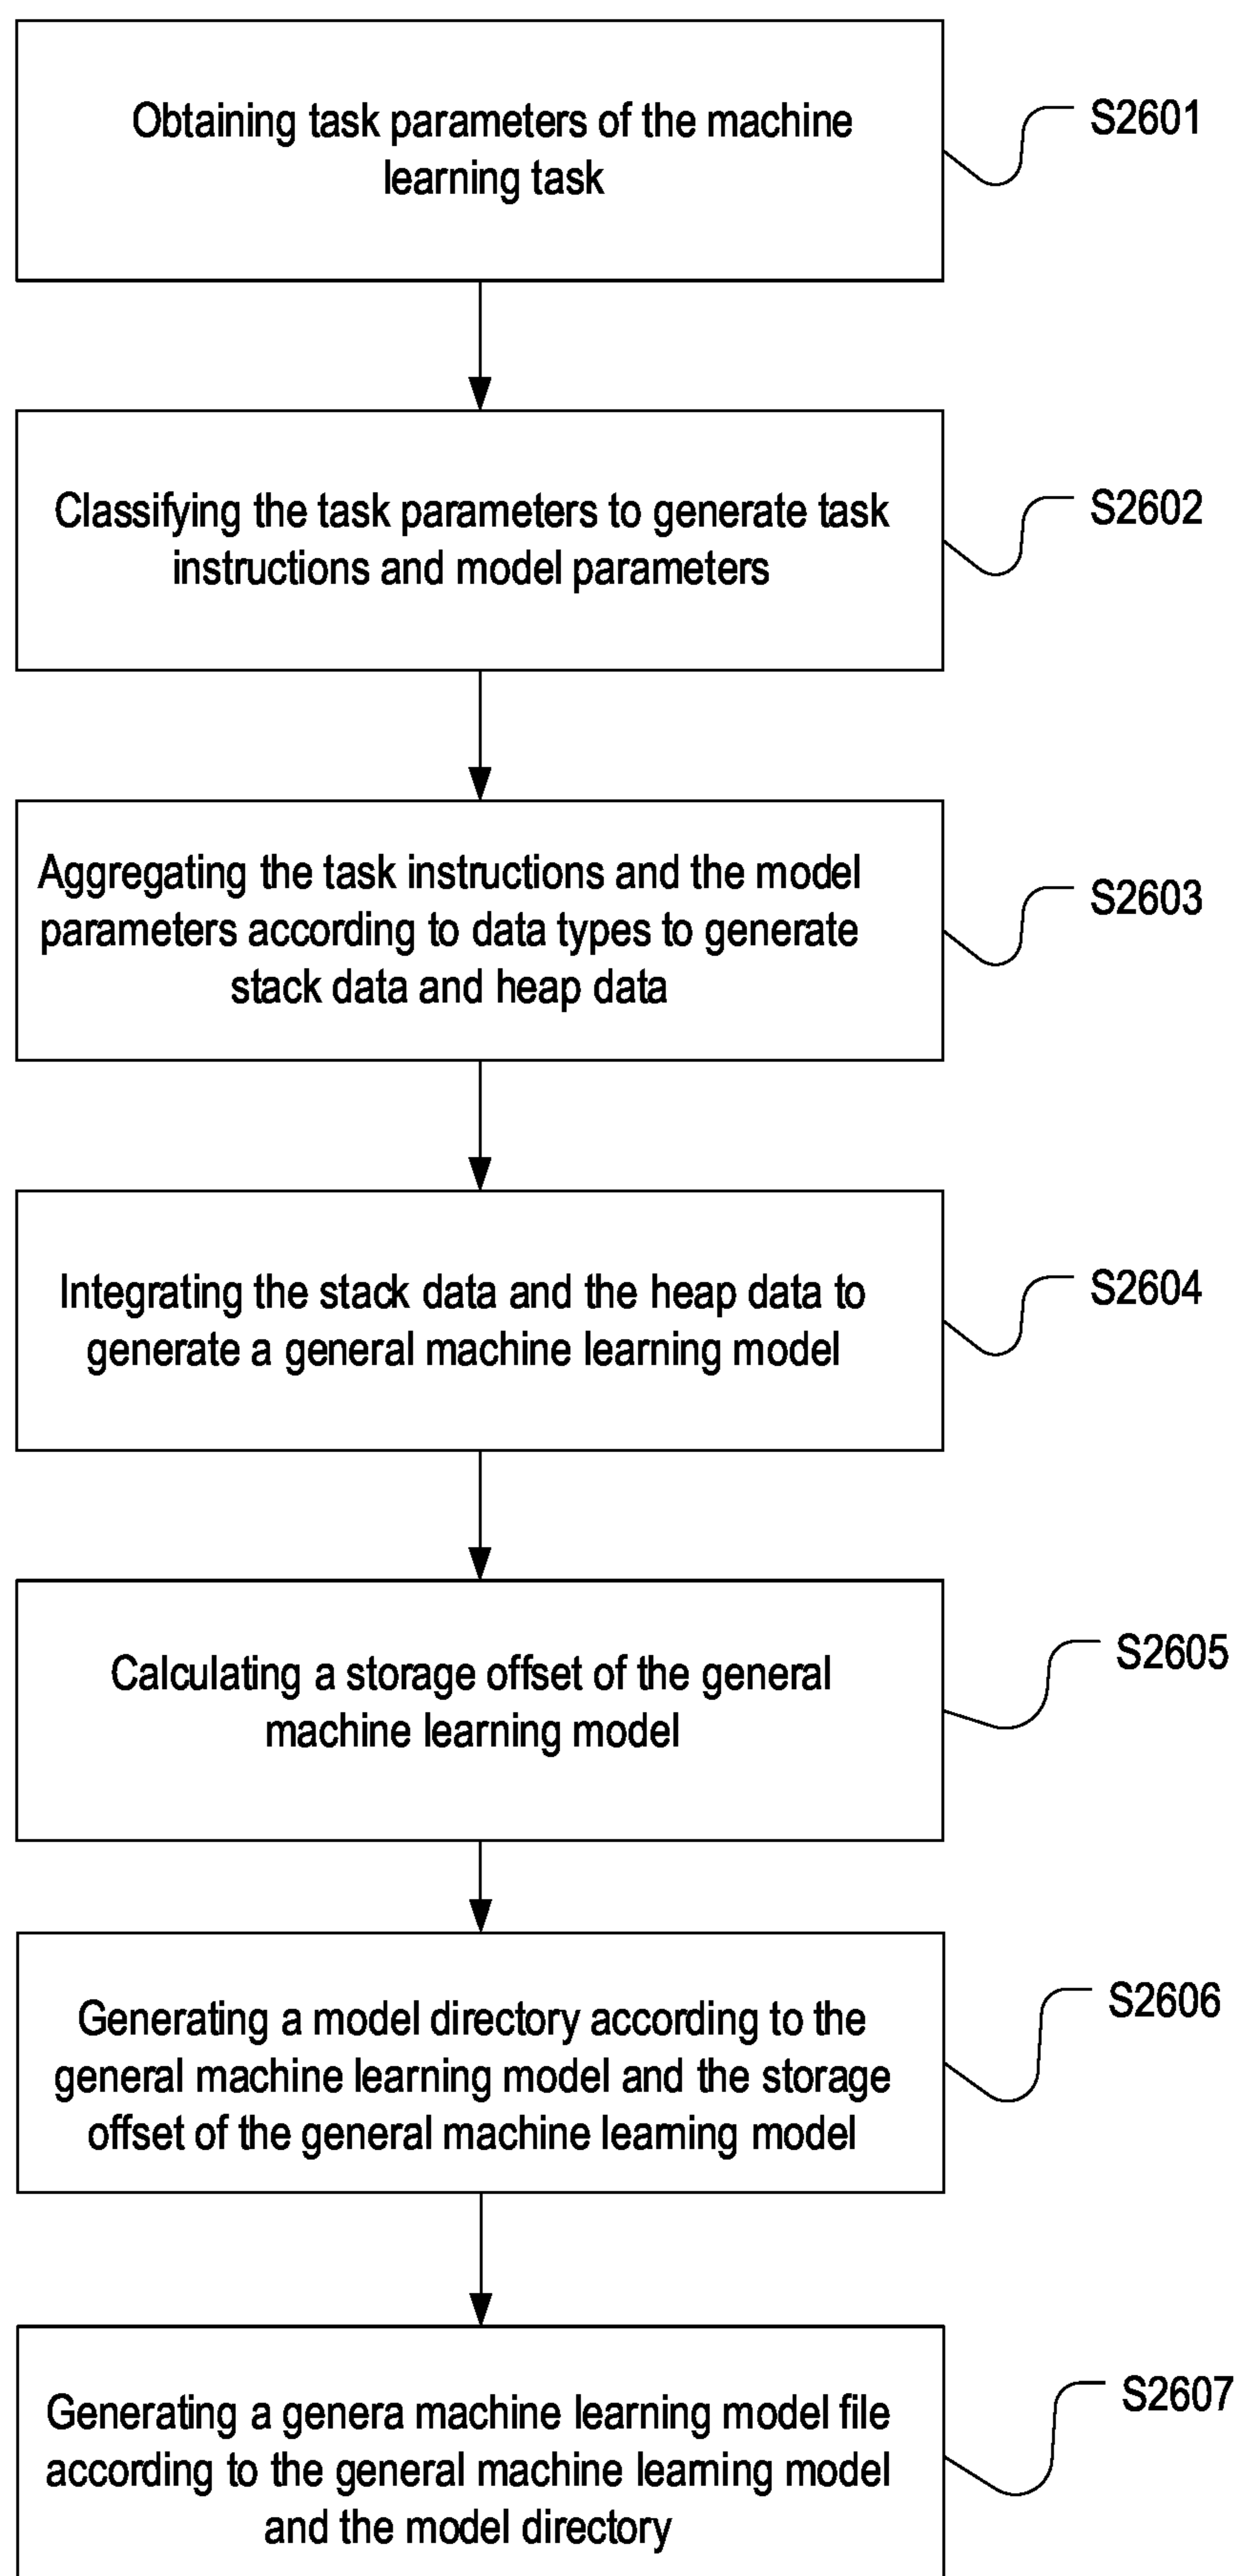 Obtaining task parameters of the machine
learning task
S2601
Classifying the task parameters to generate task
instructions and model parameters
S2602
Aggregating the task instructions and the model
parameters according to data types to generate
stack data and heap data
S2603
Integrating the stack data and the heap data to
generate a general machine learning model
S2604
Calculating a storage offset of the general
machine learning model
S2605
Generating a model directory according to the
general machine learning model and the storage
offset of the general machine learning model
S2606
Generating a genera machine learning model file
according to the general machine learning model
and the model directory
S2607